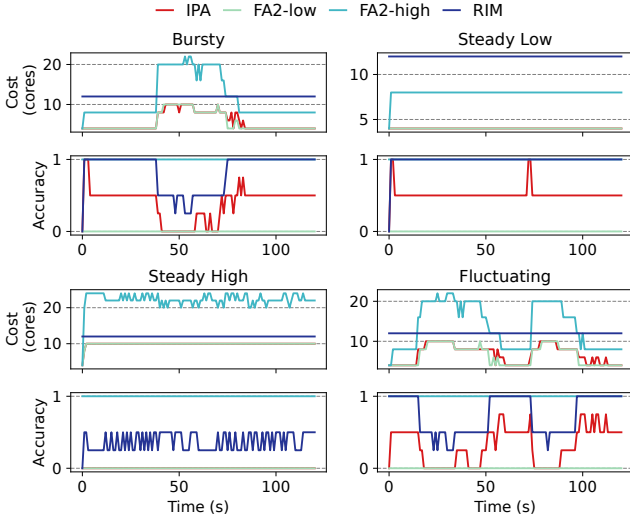 IPA FA2-low FA2-high RIM
Bursty Steady Low
Cost
(cores)
20
10
10
5
Accuracy
1
0
1
0
0 50 100
0 50 100
Steady High Fluctuating
Cost
(cores)
20
10
20
10
Accuracy
1
0
1
0
0 50 100
0 50 100
Time (s) Time (s)